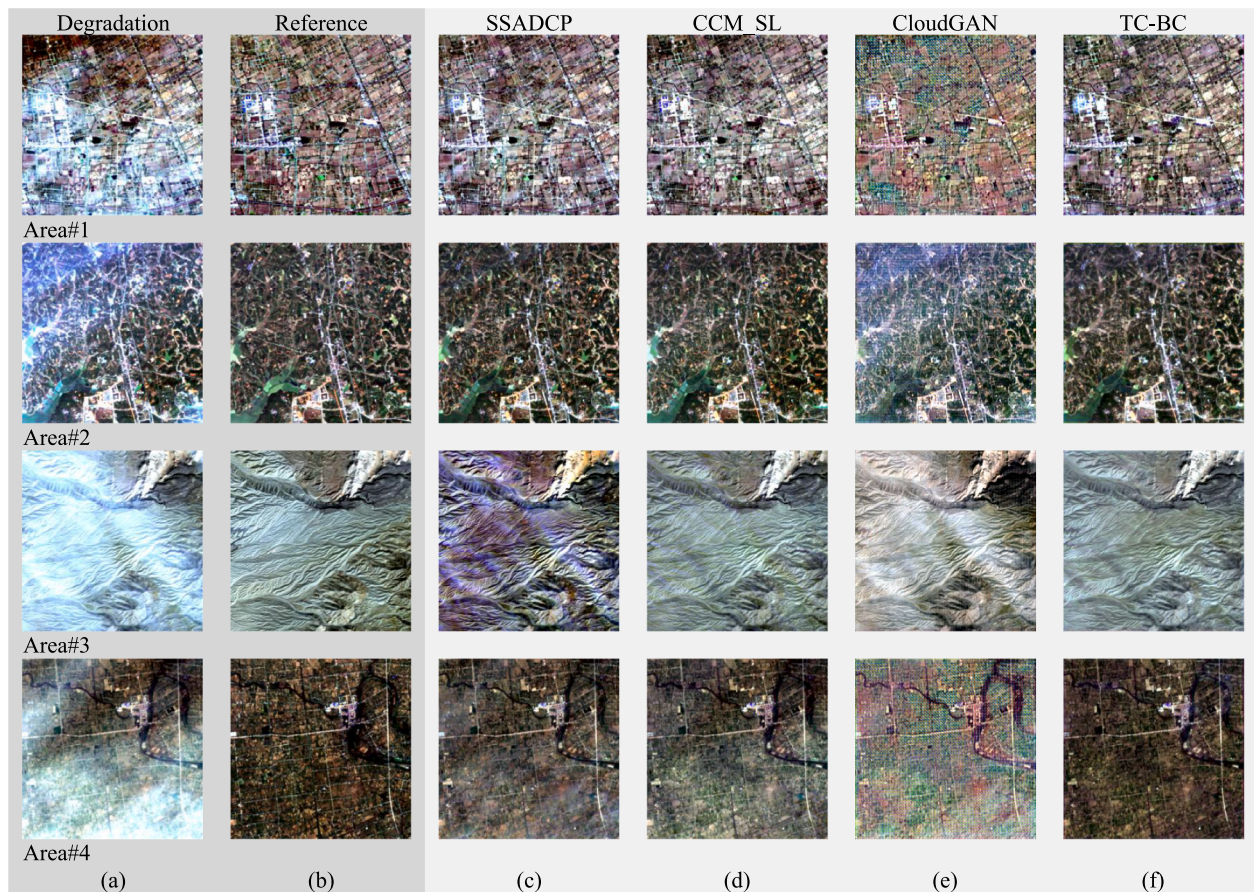 Degradation Reference SSADCP CCM_SL CloudGAN TC-BC
Area#1
Area#2
Area#3
Area#4
(a) (b) (c) (d) (e) (f)